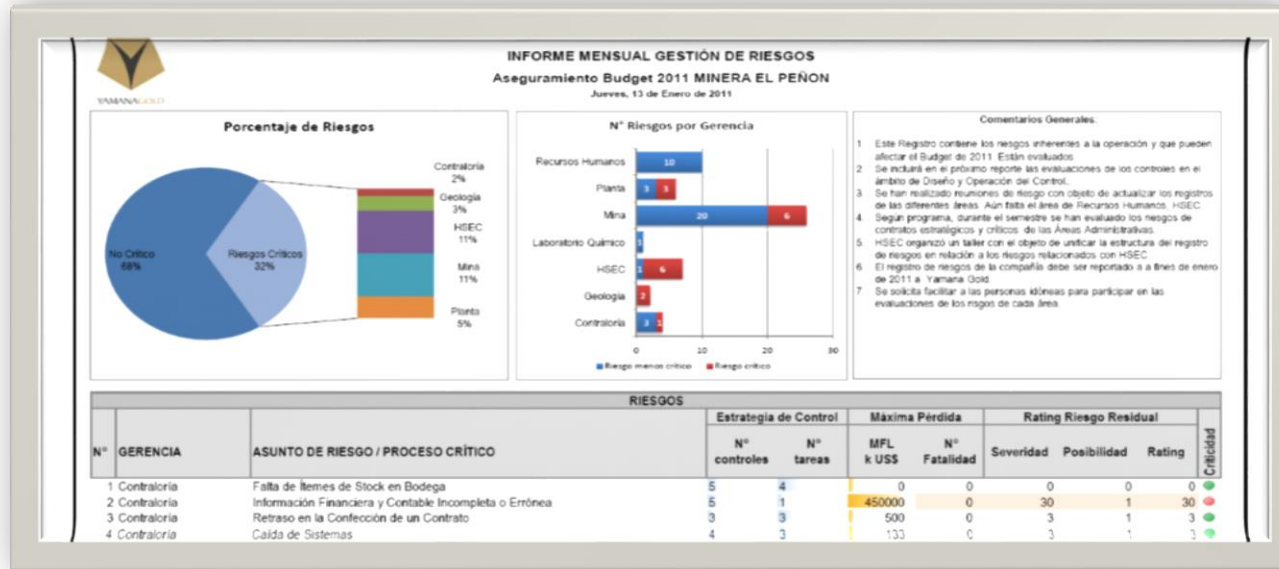 INFORME MENSUAL GESTIÓN DE RIESGOS
Aseguramiento Budget 2011 MINERA EL PEÑON
Jueves, 13 de Enero de 2011
YAMANAGOLD
Porcentaje de Riesgos
No Crítico
68%
Riesgos Críticos
32%
Contraloría
2%
Geología
3%
HSEC
11%
Mina
11%
Planta
5%
N° Riesgos por Gerencia
Recursos Humanos 10
Planta 3 3
Mina 20 6
Laboratorio Químico 1
HSEC 1 6
Geología 2
Contraloría 3 1
0 10 20 30
Riesgo menos crítico Riesgo crítico
Comentarios Generales.
1 Este Registro contiene los riesgos inherentes a la operación y que pueden
afectar el Budget de 2011. Están evaluados
2 Se incluirá en el próximo reporte las evaluaciones de los controles en el
ámbito de Diseño y Operación del Control.
3 Se han realizado reuniones de riesgo con objeto de actualizar los registros
de las diferentes áreas. Aún falta el área de Recursos Humanos, HSEC.
4 Según programa, durante el semestre se han evaluado los riesgos de
contratos estratégicos y críticos de las Áreas Administrativas.
5 HSEC organizó un taller con el objeto de unificar la estructura del registro
de riesgos en relación a los riesgos relacionados con HSEC
6 El registro de riesgos de la compañía debe ser reportado a a fines de enero
de 2011 a Yamana Gold.
7 Se solicita facilitar a las personas idóneas para participar en las
evaluaciones de los risgos de cada área.
RIESGOS
Estrategia de Control Máxima Pérdida Rating Riesgo Residual
N° GERENCIA ASUNTO DE RIESGO / PROCESO CRÍTICO N° controles N° tareas MFL k US$ N° Fatalidad Severidad Posibilidad Rating Criticidad
1 Contraloría Falta de Ítemes de Stock en Bodega 5 4 0 0 0 0 0
2 Contraloría Información Financiera y Contable Incompleta o Errónea 5 1 450000 0 30 1 30
3 Contraloría Retraso en la Confección de un Contrato 3 3 500 0 3 1 3
4 Contraloría Caída de Sistemas 4 3 133 0 3 1 3